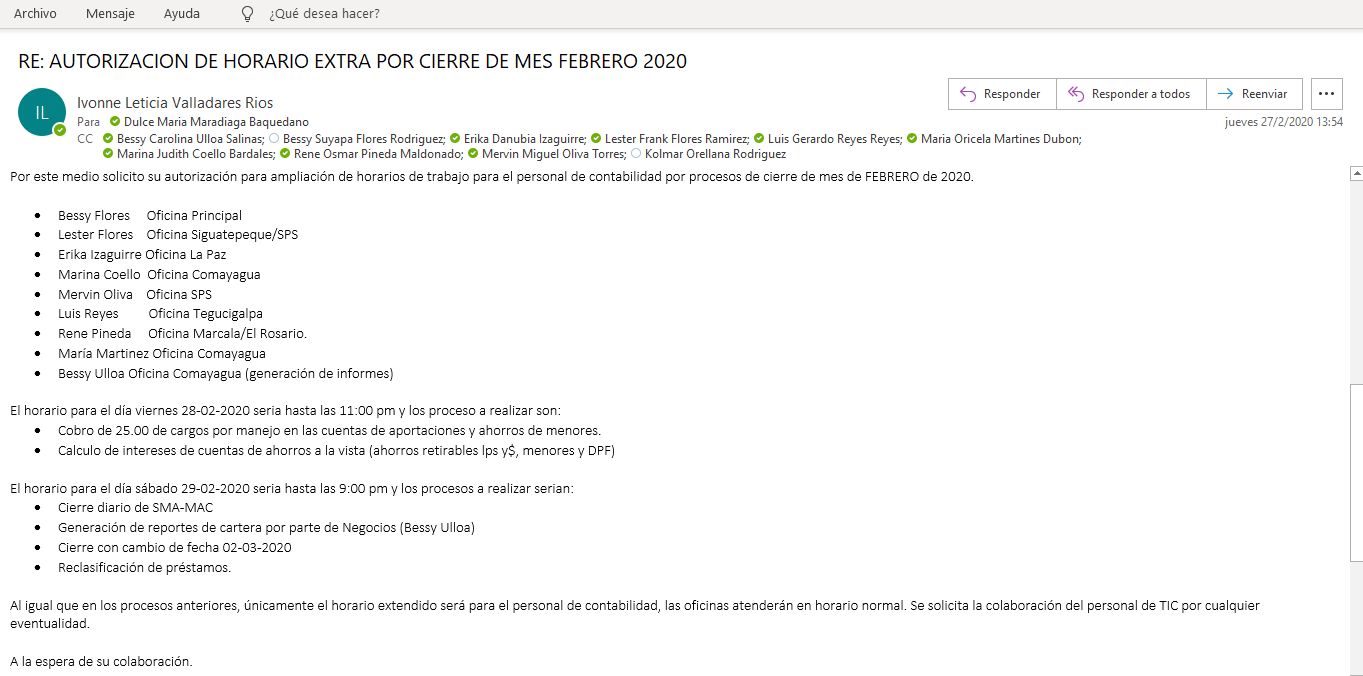 Archivo Mensaje Ayuda ¿Qué desea hacer?
RE: AUTORIZACION DE HORARIO EXTRA POR CIERRE DE MES FEBRERO 2020
IL
Ivonne Leticia Valladares Rios
Responder Responder a todos Reenviar
Para Dulce Maria Maradiaga Baquedano
jueves 27/2/2020 13:54
CC Bessy Carolina Ulloa Salinas; Bessy Suyapa Flores Rodriguez; Erika Danubia Izaguirre; Lester Frank Flores Ramirez; Luis Gerardo Reyes Reyes; Maria Oricela Martines Dubon;
Marina Judith Coello Bardales; Rene Osmar Pineda Maldonado; Mervin Miguel Oliva Torres; Kolmar Orellana Rodriguez
Por este medio solicito su autorización para ampliación de horarios de trabajo para el personal de contabilidad por procesos de cierre de mes de FEBRERO de 2020.
• Bessy Flores Oficina Principal
• Lester Flores Oficina Siguatepeque/SPS
• Erika Izaguirre Oficina La Paz
• Marina Coello Oficina Comayagua
• Mervin Oliva Oficina SPS
• Luis Reyes Oficina Tegucigalpa
• Rene Pineda Oficina Marcala/El Rosario.
• María Martinez Oficina Comayagua
• Bessy Ulloa Oficina Comayagua (generación de informes)
El horario para el día viernes 28-02-2020 seria hasta las 11:00 pm y los proceso a realizar son:
• Cobro de 25.00 de cargos por manejo en las cuentas de aportaciones y ahorros de menores.
• Calculo de intereses de cuentas de ahorros a la vista (ahorros retirables lps y$, menores y DPF)
El horario para el día sábado 29-02-2020 seria hasta las 9:00 pm y los procesos a realizar serian:
• Cierre diario de SMA-MAC
• Generación de reportes de cartera por parte de Negocios (Bessy Ulloa)
• Cierre con cambio de fecha 02-03-2020
• Reclasificación de préstamos.
Al igual que en los procesos anteriores, únicamente el horario extendido será para el personal de contabilidad, las oficinas atenderán en horario normal. Se solicita la colaboración del personal de TIC por cualquier
eventualidad.
A la espera de su colaboración.